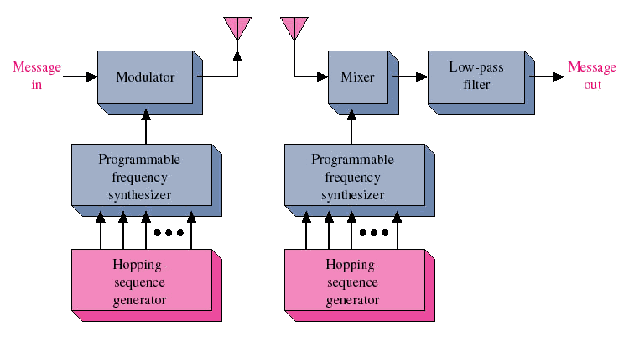 Message
in
Modulator
Mixer
Low-pass
filter
Message
out
Programmable
frequency
synthesizer
Programmable
frequency
synthesizer
Hopping
sequence
generator
Hopping
sequence
generator